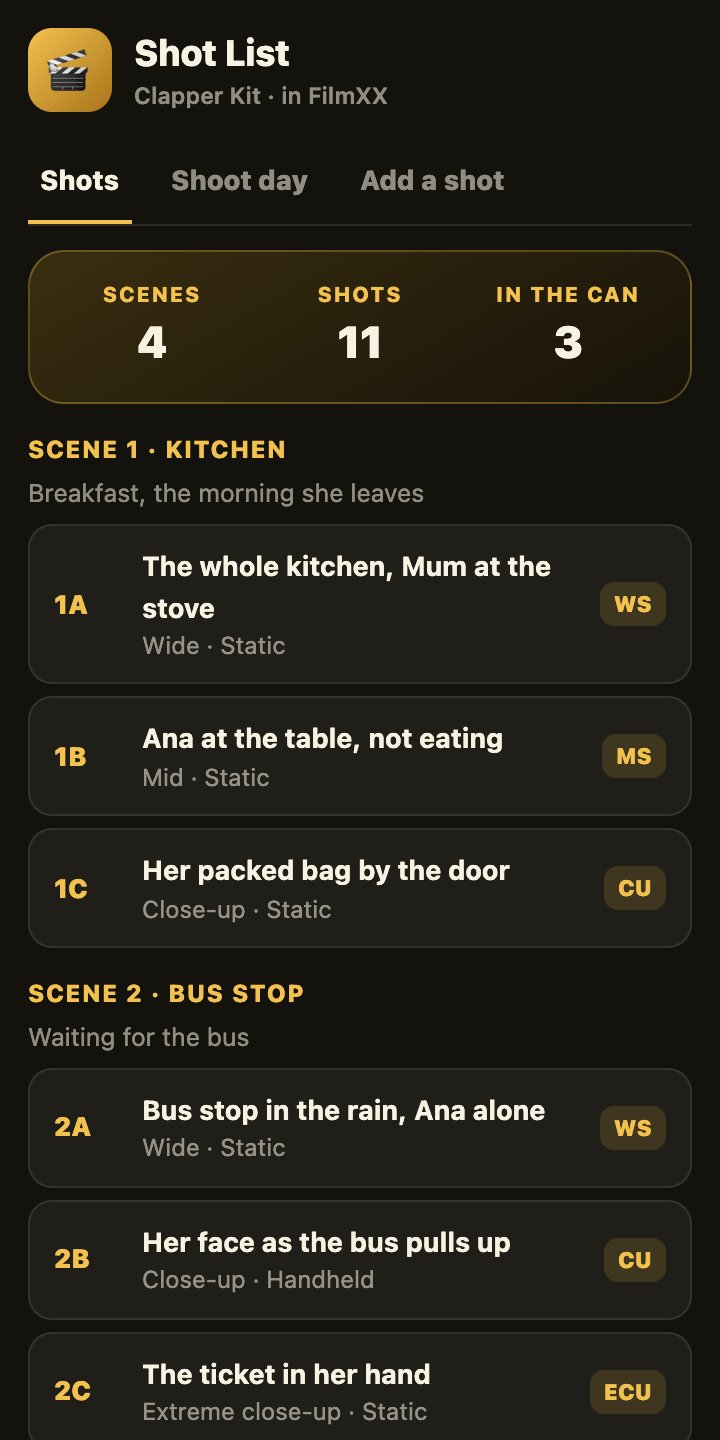 Shot List
Clapper Kit · in FilmXX
Shots
Shoot day
Add a shot
SCENES
SHOTS
IN THE CAN
4
11
3
SCENE 1 · KITCHEN
Breakfast, the morning she leaves
1A
The whole kitchen, Mum at the
stove
Wide · Static
WS
1B
Ana at the table, not eating
Mid · Static
MS
1C
Her packed bag by the door
Close-up · Static
CU
SCENE 2 · BUS STOP
Waiting for the bus
2A
Bus stop in the rain, Ana alone
Wide · Static
WS
2B
Her face as the bus pulls up
Close-up · Handheld
CU
2C
The ticket in her hand
Extreme close-up · Static
ECU